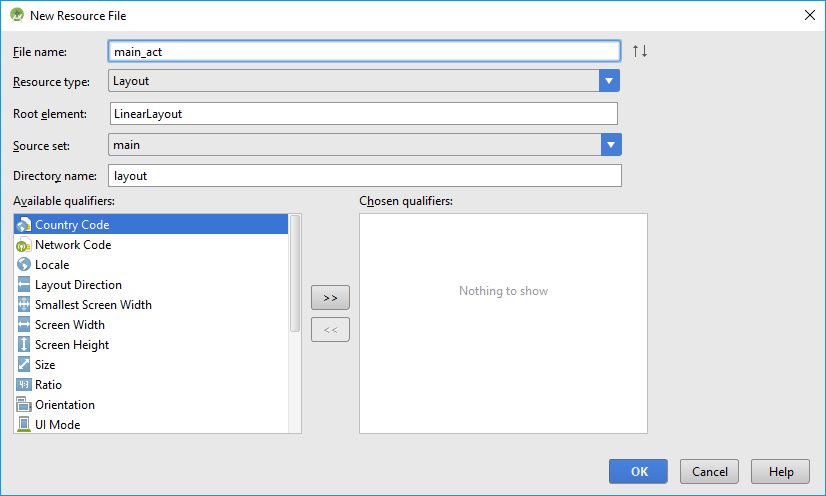 New Resource File
File name: main_act
Resource type: Layout
Root element: LinearLayout
Source set: main
Directory name: layout
Available qualifiers: Chosen qualifiers:
Country Code
Network Code
Locale
Layout Direction
Smallest Screen Width
Screen Width
Screen Height
Size
4:3 Ratio
Orientation
UI Mode
>>
<<
Nothing to show
OK Cancel Help